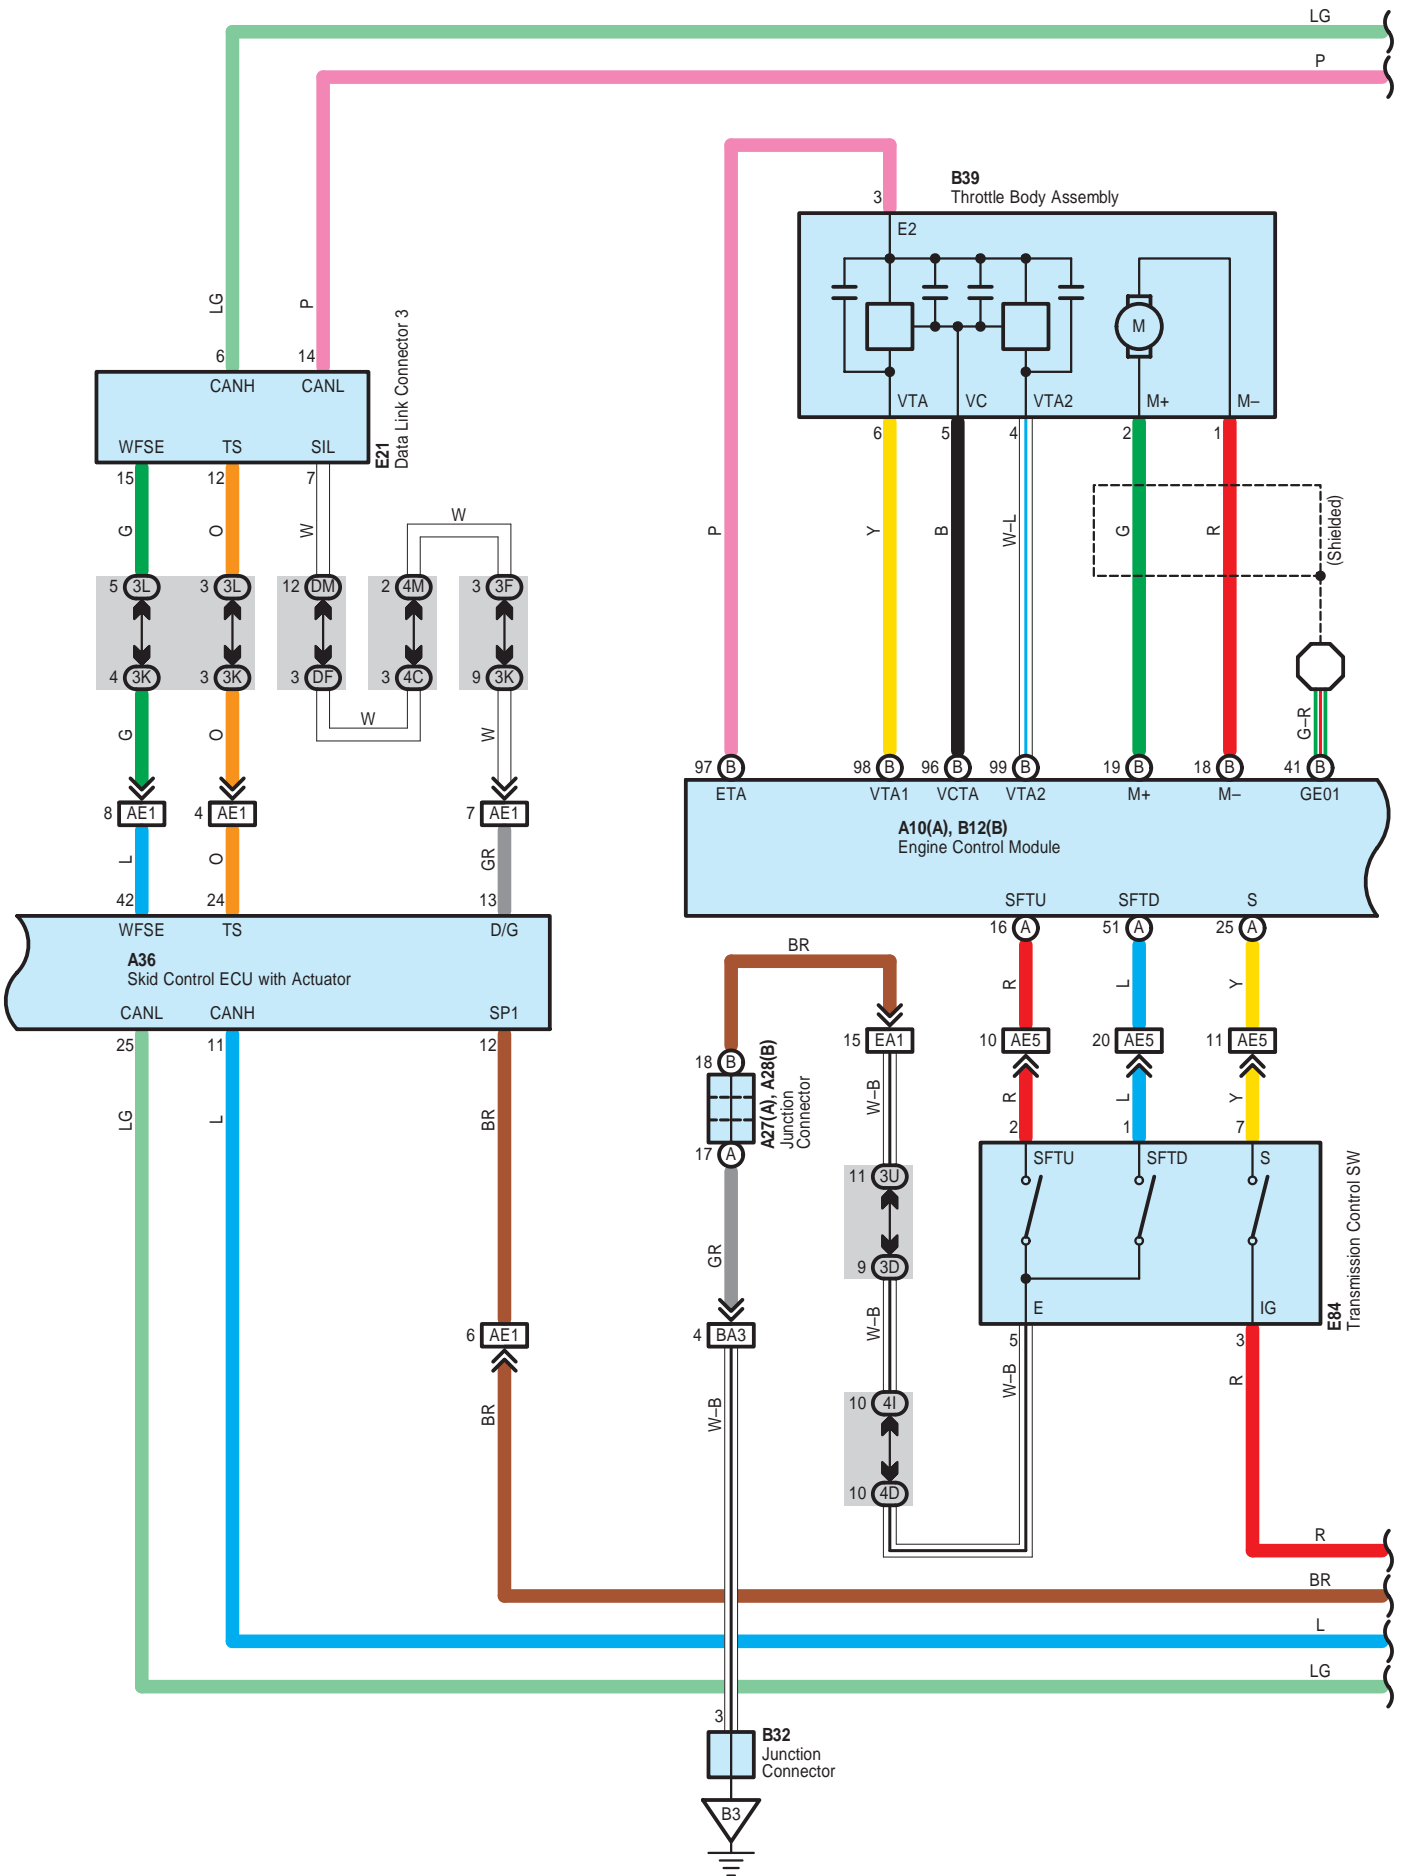 LG
P
B39
Throttle Body Assembly
3
E2
LG
P
6
14
CANH
CANL
E21
Data Link Connector 3
M
WFSE
TS
SIL
VTA
VC
VTA2
M+
M–
15
12
7
6
5
4
2
1
G
O
W
W
P
Y
B
W–L
G
R
(Shielded)
5 3L
3 3L
12 DM
2 4M
3 3F
4 3K
3 3K
3 DF
3 4C
9 3K
W
G
O
W
G–R
97 B
98 B
96 B
99 B
19 B
18 B
41 B
ETA
VTA1
VCTA
VTA2
M+
M–
GE01
8 AE1
4 AE1
7 AE1
A10(A), B12(B)
Engine Control Module
L
O
GR
42
24
13
SFTU
SFTD
S
WFSE
TS
D/G
16 A
51 A
25 A
A36
Skid Control ECU with Actuator
BR
R
L
Y
CANL
CANH
SP1
25
11
12
15 EA1
10 AE5
20 AE5
11 AE5
18 B
A27(A), A28(B)
Junction
Connector
17 A
LG
L
BR
W–B
R
L
Y
2
1
7
SFTU
SFTD
S
11 3U
9 3D
GR
E
IG
E84
Transmission Control SW
6 AE1
4 BA3
W–B
5
3
BR
W–B
W–B
R
10 4I
10 4D
R
BR
L
LG
3
B32
Junction
Connector
B3